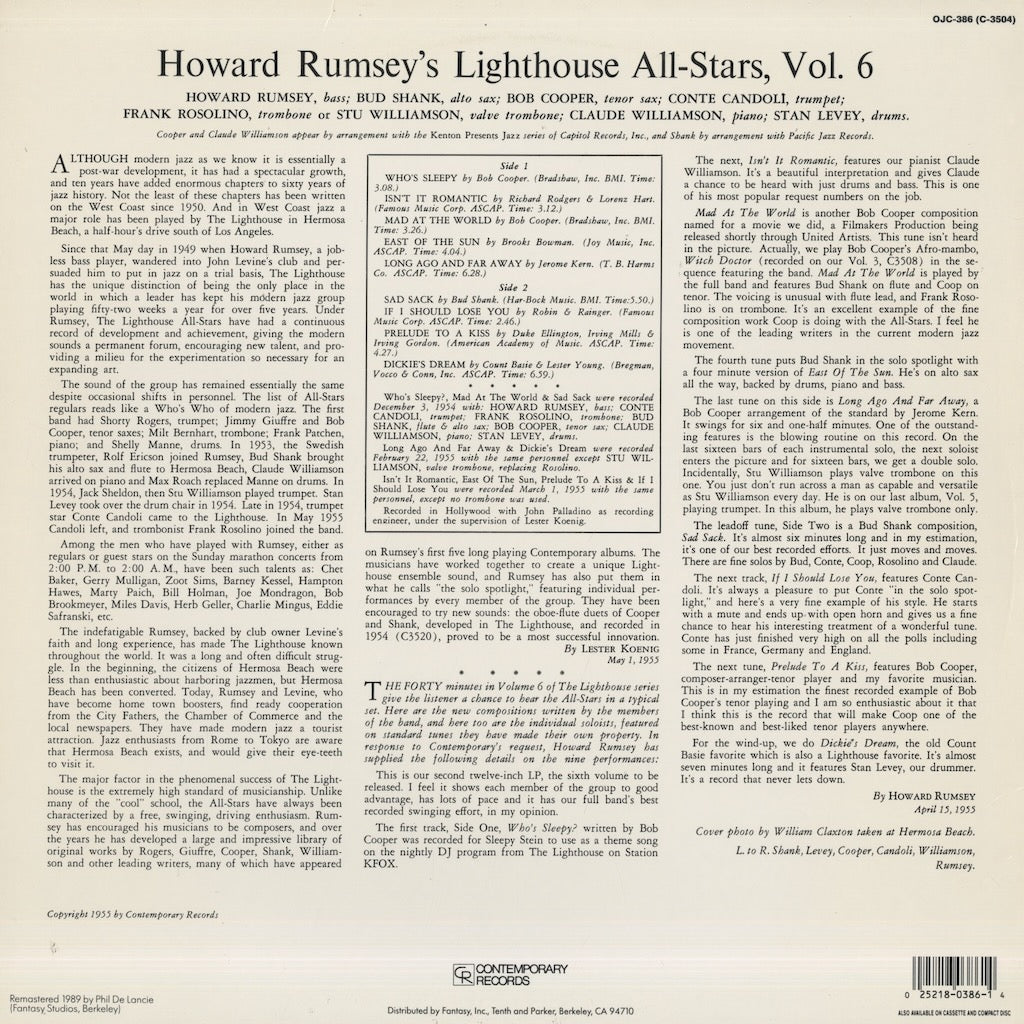 OJC-386 (C-3504)
Howard Rumsey's Lighthouse All-Stars, Vol. 6
HOWARD RUMSEY, bass; BUD SHANK, alto sax; BOB COOPER, tenor sax; CONTE CANDOLI, trumpet;
FRANK ROSOLINO, trombone or STU WILLIAMSON, valve trombone; CLAUDE WILLIAMSON, piano; STAN LEVEY, drums.
Cooper and Claude Williamson appear by arrangement with the Kenton Presents Jazz series of Capitol Records, Inc., and Shank by arrangement with Pacific Jazz Records.
ALTHOUGH modern jazz as we know it is essentially a
post-war development, it has had a spectacular growth,
and ten years have added enormous chapters to sixty years of
jazz history. Not the least of these chapters has been written
on the West Coast since 1950. And in West Coast jazz a
major role has been played by The Lighthouse in Hermosa
Beach, a half-hour's drive south of Los Angeles.
Since that May day in 1949 when Howard Rumsey, a job-
less bass player, wandered into John Levine's club and per-
suaded him to put in jazz on a trial basis, The Lighthouse
has the unique distinction of being the only place in the
world in which a leader has kept his modern jazz group
playing fifty-two weeks a year for over five years. Under
Rumsey, The Lighthouse All-Stars have had a continuous
record of development and achievement, giving the modern
sounds a permanent forum, encouraging new talent, and pro-
viding a milieu for the experimentation so necessary for an
expanding art.
The sound of the group has remained essentially the same
despite occasional shifts in personnel. The list of All-Stars
regulars reads like a Who's Who of modern jazz. The first
band had Shorty Rogers, trumpet; Jimmy Giuffre and Bob
Cooper, tenor saxes; Milt Bernhart, trombone; Frank Patchen,
piano; and Shelly Manne, drums. In 1953, the Swedish
trumpeter, Rolf Ericson joined Rumsey, Bud Shank brought
his alto sax and flute to Hermosa Beach, Claude Williamson
arrived on piano and Max Roach replaced Manne on drums. In
1954, Jack Sheldon, then Stu Williamson played trumpet. Stan
Levey took over the drum chair in 1954. Late in 1954, trumpet
star Conte Candoli came to the Lighthouse. In May 1955
Candoli left, and trombonist Frank Rosolino joined the band.
Among the men who have played with Rumsey, either as
regulars or guest stars on the Sunday marathon concerts from
2:00 P.M. to 2:00 A.M., have been such talents as: Chet
Baker, Gerry Mulligan, Zoot Sims, Barney Kessel, Hampton
Hawes, Marty Paich, Bill Holman, Joe Mondragon, Bob
Brookmeyer, Miles Davis, Herb Geller, Charlie Mingus, Eddie
Safranski, etc.
The indefatigable Rumsey, backed by club owner Levine's
faith and long experience, has made The Lighthouse known
throughout the world. It was a long and often difficult strug-
gle. In the beginning, the citizens of Hermosa Beach were
less than enthusiastic about harboring jazzmen, but Hermosa
Beach has been converted. Today, Rumsey and Levine, who
have become home town boosters, find ready cooperation
from the City Fathers, the Chamber of Commerce and the
local newspapers. They have made modern jazz a tourist
attraction. Jazz enthusiasts from Rome to Tokyo are aware
that Hermosa Beach exists, and would give their eye-teeth
to visit it.
The major factor in the phenomenal success of The Light-
house is the extremely high standard of musicianship. Unlike
many of the "cool" school, the All-Stars have always been
characterized by a free, swinging, driving enthusiasm. Rum-
sey has encouraged his musicians to be composers, and over
the years he has developed a large and impressive library of
original works by Rogers, Giuffre, Cooper, Shank, William-
son and other leading writers, many of which have appeared
Side 1
WHO'S SLEEPY by Bob Cooper. (Bradshaw, Inc. BMI. Time:
3.08.)
ISN'T IT ROMANTIC by Richard Rodgers & Lorenz Hart.
(Famous Music Corp. ASCAP. Time: 3.12.)
MAD AT THE WORLD by Bob Cooper. (Bradshaw, Inc. BMI.
Time: 3.26.)
EAST OF THE SUN by Brooks Bowman. (Joy Music, Inc.
ASCAP. Time: 4.04.)
LONG AGO AND FAR AWAY by Jerome Kern. (T. B. Harms
Co. ASCAP. Time: 6.28.)
Side 2
SAD SACK by Bud Shank. (Har-Bock Music. BMI. Time:5.50.)
IF I SHOULD LOSE YOU by Robin & Rainger. (Famous
Music Corp. ASCAP. Time: 2.46.)
PRELUDE TO A KISS by Duke Ellington, Irving Mills &
Irving Gordon. (American Academy of Music. ASCAP. Time:
4.27.)
DICKIE'S DREAM by Count Basie & Lester Young. (Bregman,
Vocco & Conn, Inc. ASCAP. Time: 6.59.)
* * * * *
Who's Sleepy?, Mad At The World & Sad Sack were recorded
December 3, 1954 with: HOWARD RUMSEY, bass; CONTE
CANDOLI, trumpet; FRANK ROSOLINO, trombone; BUD
SHANK, flute & alto sax; BOB COOPER, tenor sax; CLAUDE
WILLIAMSON, piano; STAN LEVEY, drums.
Long Ago And Far Away & Dickie's Dream were recorded
February 22, 1955 with the same personnel except STU WIL-
LIAMSON, valve trombone, replacing Rosolino.
Isn't It Romantic, East Of The Sun, Prelude To A Kiss & If I
Should Lose You were recorded March 1, 1955 with the same
personnel, except no trombone was used.
Recorded in Hollywood with John Palladino as recording
engineer, under the supervision of Lester Koenig.
on Rumsey's first five long playing Contemporary albums. The
musicians have worked together to create a unique Light-
house ensemble sound, and Rumsey has also put them in
what he calls "the solo spotlight," featuring individual per-
formances by every member of the group. They have been
encouraged to try new sounds: the oboe-flute duets of Cooper
and Shank, developed in The Lighthouse, and recorded in
1954 (C3520), proved to be a most successful innovation.
By LESTER KOENIG
May 1, 1955
* * * * *
THE FORTY minutes in Volume 6 of The Lighthouse series
give the listener a chance to hear the All-Stars in a typical
set. Here are the new compositions written by the members
of the band, and here too are the individual soloists, featured
on standard tunes they have made their own property. In
response to Contemporary's request, Howard Rumsey has
supplied the following details on the nine performances:
This is our second twelve-inch LP, the sixth volume to be
released. I feel it shows each member of the group to good
advantage, has lots of pace and it has our full band's best
recorded swinging effort, in my opinion.
The first track, Side One, Who's Sleepy? written by Bob
Cooper was recorded for Sleepy Stein to use as a theme song
on the nightly DJ program from The Lighthouse on Station
KFOX.
The next, Isn't It Romantic, features our pianist Claude
Williamson. It's a beautiful interpretation and gives Claude
a chance to be heard with just drums and bass. This is one
of his most popular request numbers on the job.
Mad At The World is another Bob Cooper composition
named for a movie we did, a Filmakers Production being
released shortly through United Artists. This tune isn't heard
in the picture. Actually, we play Bob Cooper's Afro-mambo,
Witch Doctor (recorded on our Vol. 3, C3508) in the se-
quence featuring the band. Mad At The World is played by
the full band and features Bud Shank on flute and Coop on
tenor. The voicing is unusual with flute lead, and Frank Roso-
lino is on trombone. It's an excellent example of the fine
composition work Coop is doing with the All-Stars. I feel he
is one of the leading writers in the current modern jazz
movement.
The fourth tune puts Bud Shank in the solo spotlight with
a four minute version of East Of The Sun. He's on alto sax
all the way, backed by drums, piano and bass.
The last tune on this side is Long Ago And Far Away, a
Bob Cooper arrangement of the standard by Jerome Kern.
It swings for six and one-half minutes. One of the outstand-
ing features is the blowing routine on this record. On the
last sixteen bars of each instrumental solo, the next soloist
enters the picture and for sixteen bars, we get a double solo.
Incidentally, Stu Williamson plays valve trombone on this
one. You just don't run across a man as capable and versatile
as Stu Williamson every day. He is on our last album, Vol. 5,
playing trumpet. In this album, he plays valve trombone only.
The leadoff tune, Side Two is a Bud Shank composition,
Sad Sack. It's almost six minutes long and in my estimation,
it's one of our best recorded efforts. It just moves and moves.
There are fine solos by Bud, Conte, Coop, Rosolino and Claude.
The next track, If I Should Lose You, features Conte Can-
doli. It's always a pleasure to put Conte "in the solo spot-
light," and here's a very fine example of his style. He starts
with a mute and ends up with open horn and gives us a fine
chance to hear his interesting treatment of a wonderful tune.
Conte has just finished very high on all the polls including
some in France, Germany and England.
The next tune, Prelude To A Kiss, features Bob Cooper,
composer-arranger-tenor player and my favorite musician.
This is in my estimation the finest recorded example of Bob
Cooper's tenor playing and I am so enthusiastic about it that
I think this is the record that will make Coop one of the
best-known and best-liked tenor players anywhere.
For the wind-up, we do Dickie's Dream, the old Count
Basie favorite which is also a Lighthouse favorite. It's almost
seven minutes long and it features Stan Levey, our drummer.
It's a record that never lets down.
By HOWARD RUMSEY
April 15, 1955
Cover photo by William Claxton taken at Hermosa Beach.
L. to R. Shank, Levey, Cooper, Candoli, Williamson,
Rumsey.
Copyright 1955 by Contemporary Records
CR CONTEMPORARY
RECORDS
Remastered 1989 by Phil De Lancie
(Fantasy Studios, Berkeley)
Distributed by Fantasy, Inc., Tenth and Parker, Berkeley, CA 94710
0 25218-0386-1 4
ALSO AVAILABLE ON CASSETTE AND COMPACT DISC